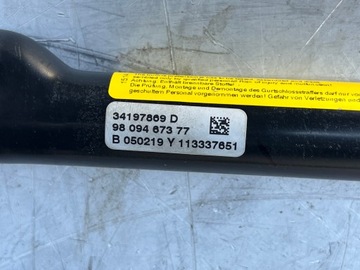 Achtung: Enthält brennbare Stoffe!
Die Prüfung, Montage und Demontage des Gurtschlossstraffers darf nur von
geschultem Personal vorgenommen werden! Gefahr von Verletzungen und
34197869 D
98 094 673 77
B 050219 Y 113337651